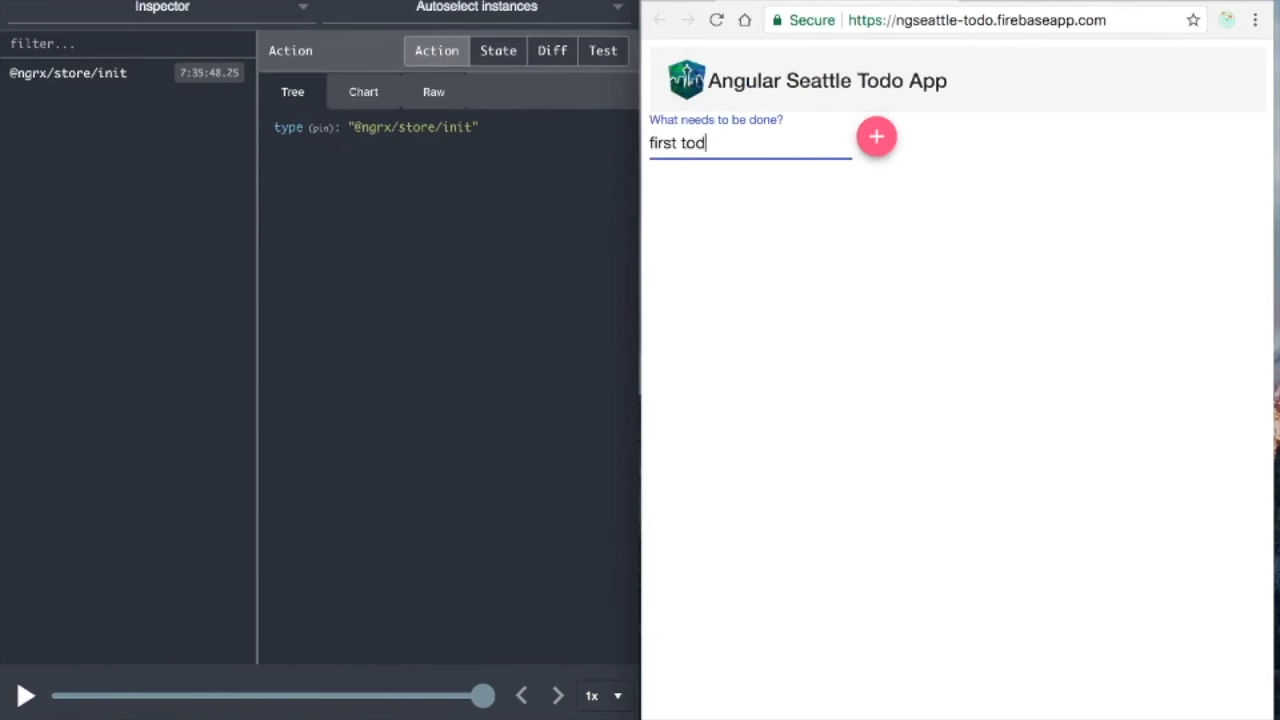 Inspector
Autoselect instances
filter...
@ngrx/store/init
7:35:48.25
Action
Action
State
Diff
Test
Tree
Chart
Raw
type (pin): "@ngrx/store/init"
1x
Secure
https://ngseattle-todo.firebaseapp.com
Angular Seattle Todo App
What needs to be done?
first tod